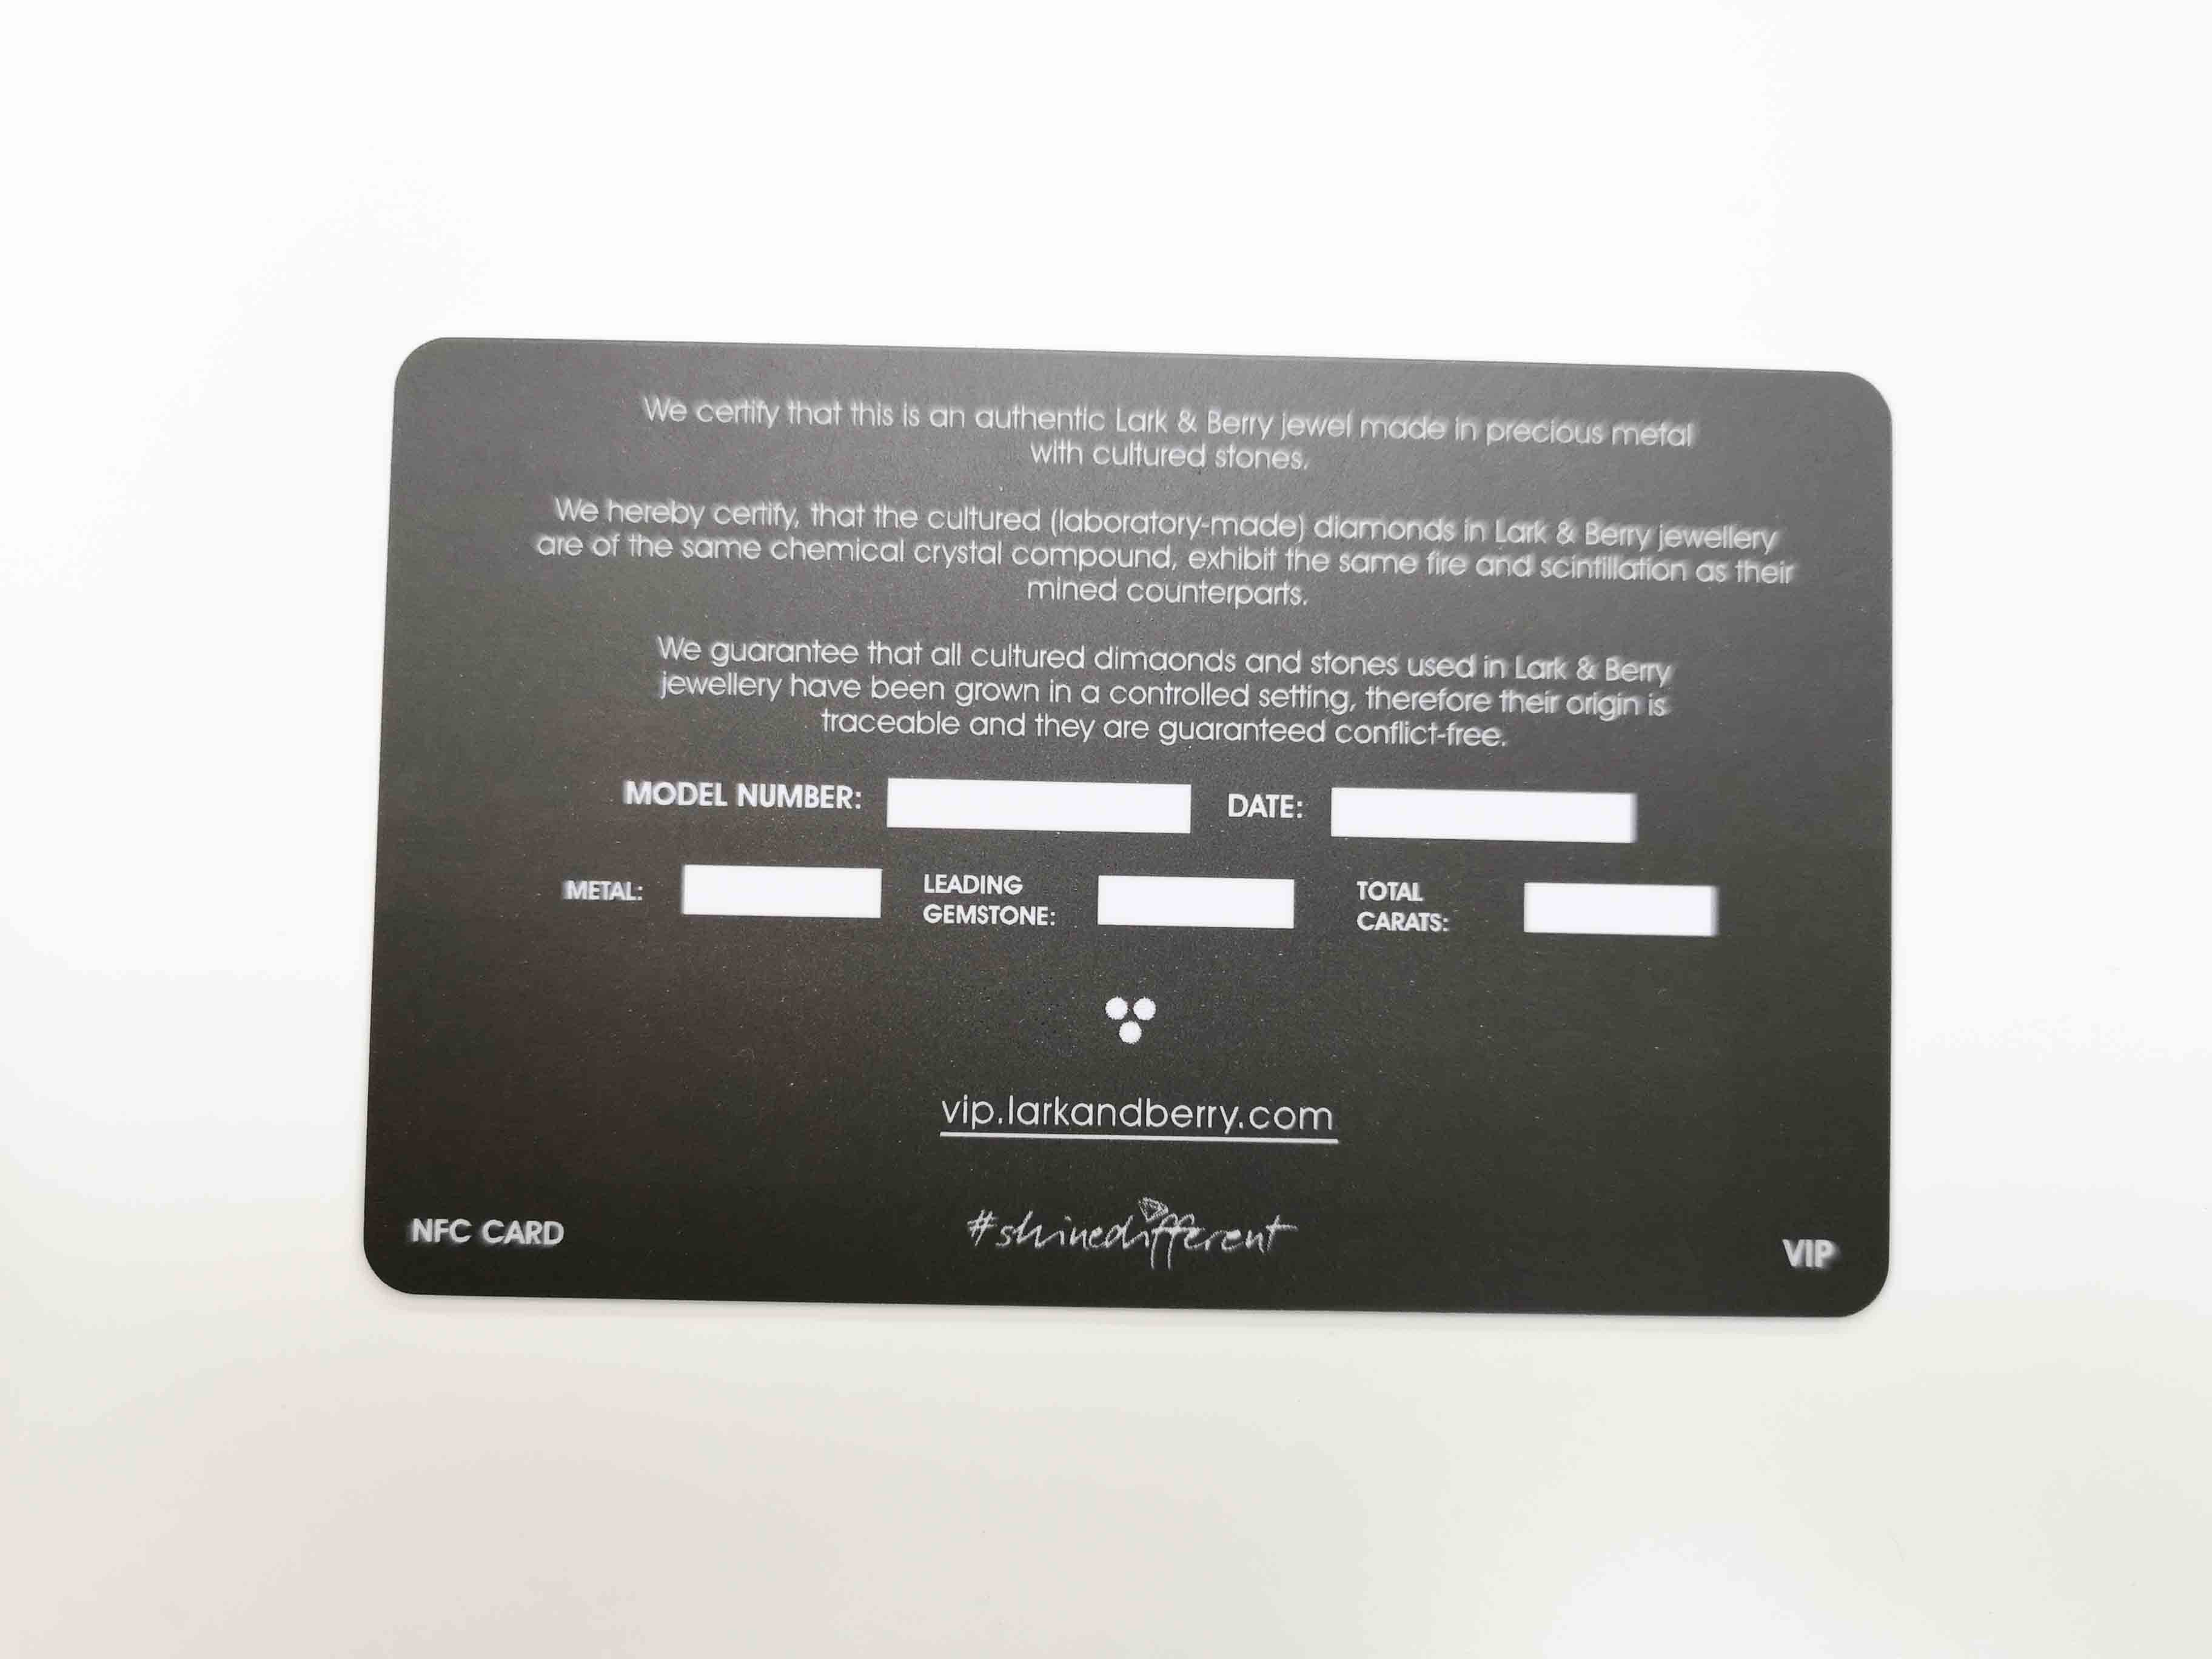 We certify that this is an authentic Lark & Berry jewel made in precious metal
with cultured stones.
We hereby certify, that the cultured (laboratory-made) diamonds in Lark & Berry jewellery
are of the same chemical crystal compound, exhibit the same fire and scintillation as their
mined counterparts.
We guarantee that all cultured dimaonds and stones used in Lark & Berry
jewellery have been grown in a controlled setting, therefore their origin is
traceable and they are guaranteed conflict-free.
MODEL NUMBER: DATE:
METAL: LEADING GEMSTONE: TOTAL CARATS:
vip.larkandberry.com
#shinedifferent
NFC CARD VIP